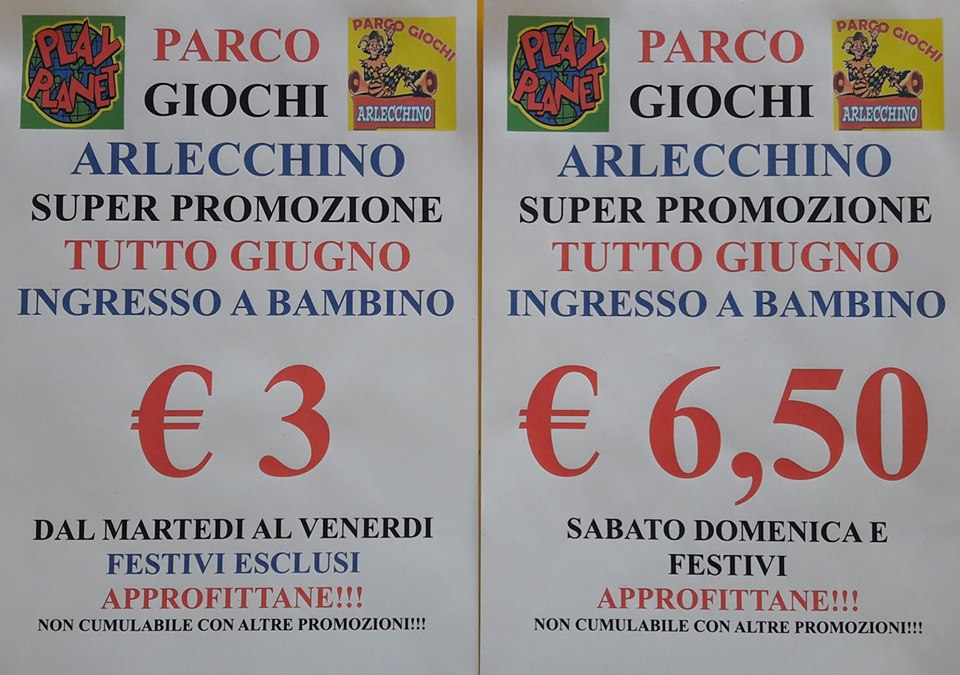 PLAY
PLANET
PARCO
GIOCHI
PARCO GIOCHI
ARLECCHINO
ARLECCHINO
SUPER PROMOZIONE
TUTTO GIUGNO
INGRESSO A BAMBINO
€ 3
DAL MARTEDI AL VENERDI
FESTIVI ESCLUSI
APPROFITTANE!!!
NON CUMULABILE CON ALTRE PROMOZIONI!!!
PLAY
PLANET
PARCO
GIOCHI
PARCO GIOCHI
ARLECCHINO
ARLECCHINO
SUPER PROMOZIONE
TUTTO GIUGNO
INGRESSO A BAMBINO
€ 6,50
SABATO DOMENICA E
FESTIVI
APPROFITTANE!!!
NON CUMULABILE CON ALTRE PROMOZIONI!!!